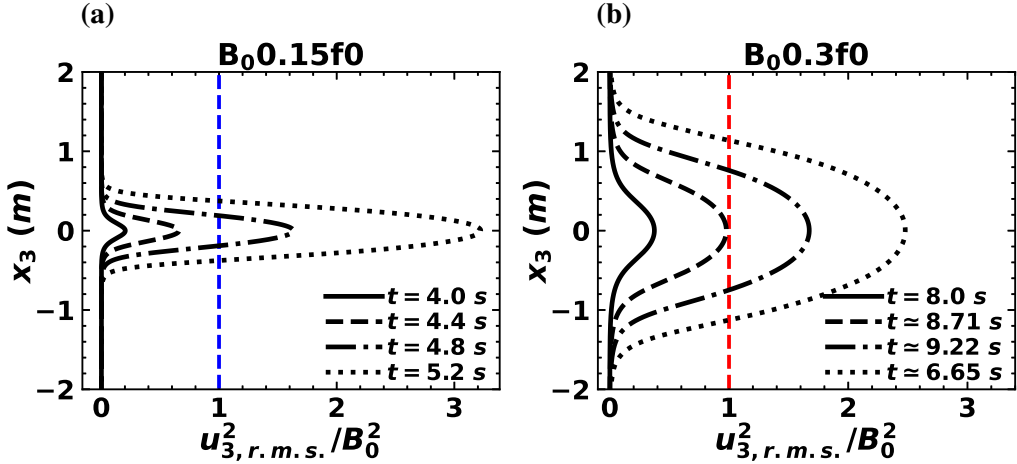 (a)
B₀0.15f0
2
1
0
−1
−2
x₃ (m)
t = 4.0 s
t = 4.4 s
t = 4.8 s
t = 5.2 s
0 1 2 3
u²₃,r.m.s./B²₀
(b)
B₀0.3f0
2
1
0
−1
−2
x₃ (m)
t = 8.0 s
t ≃ 8.71 s
t ≃ 9.22 s
t ≃ 6.65 s
0 1 2 3
u²₃,r.m.s./B²₀